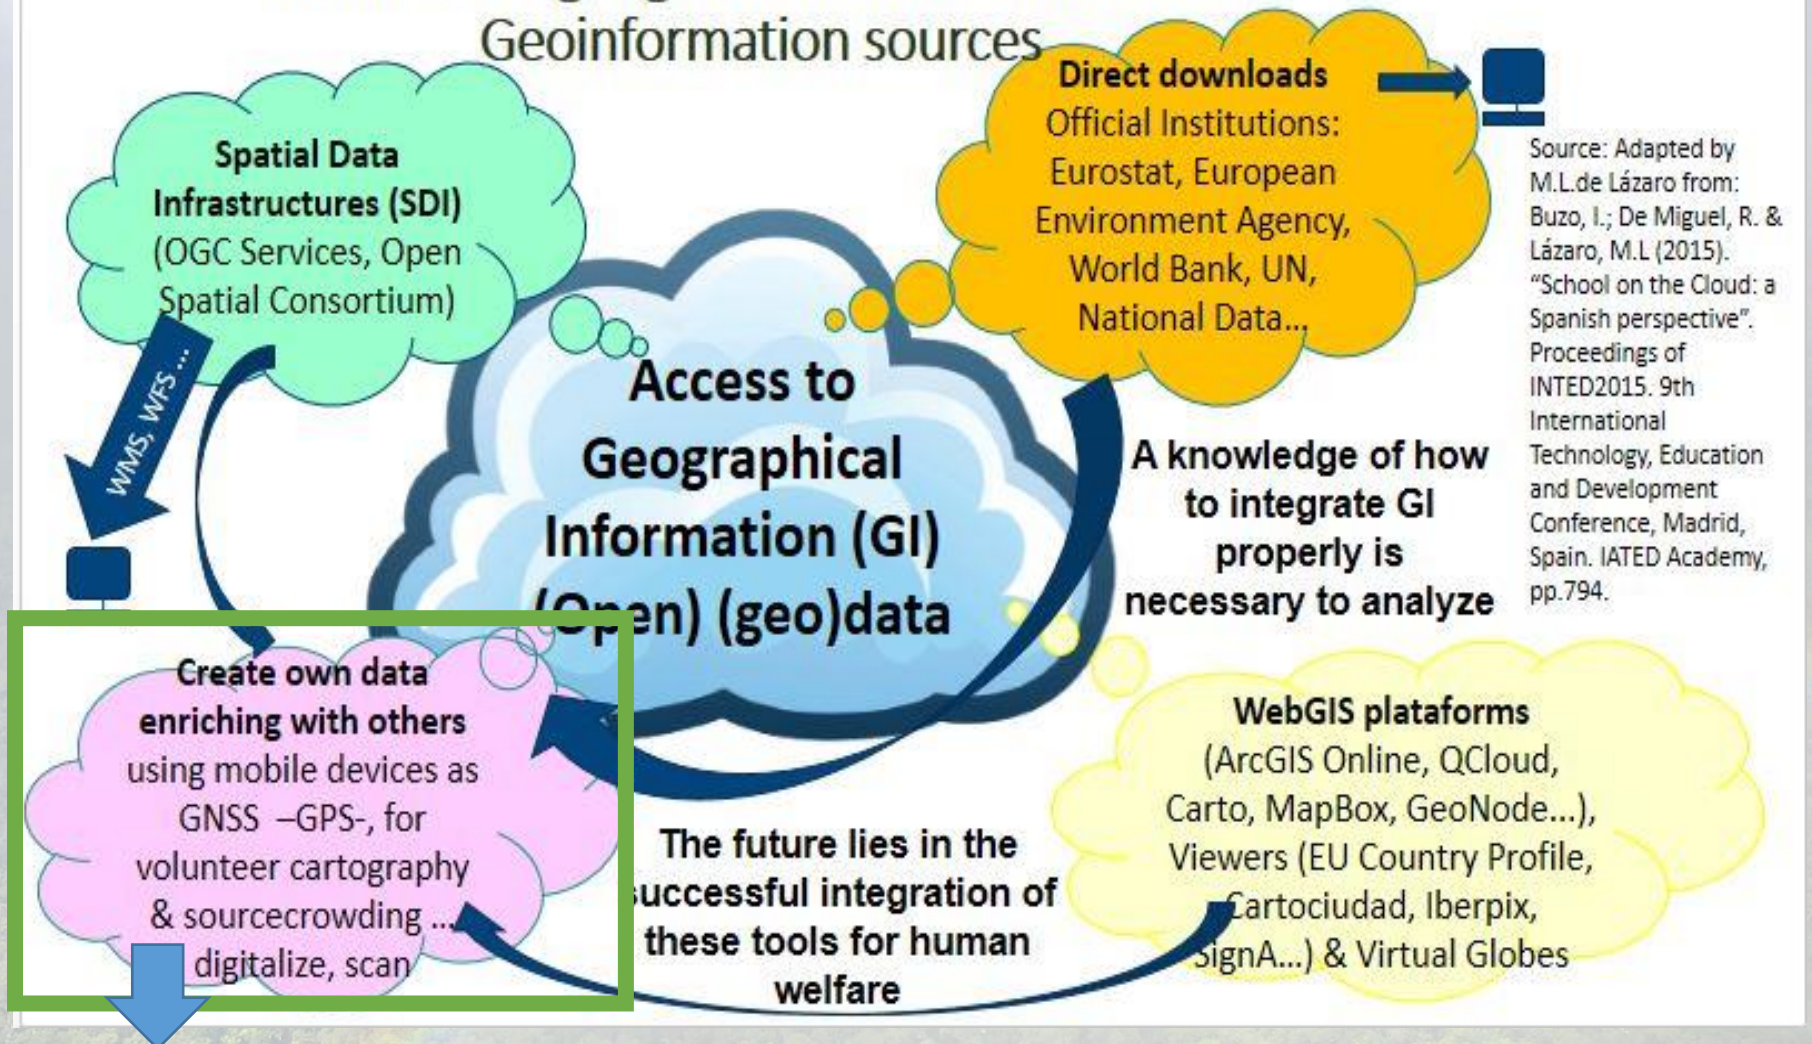 Geoinformation sources
Spatial Data
Infrastructures (SDI)
(OGC Services, Open
Spatial Consortium)
WMS, WFS ...
Direct downloads
Official Institutions:
Eurostat, European
Environment Agency,
World Bank, UN,
National Data...
Source: Adapted by
M.L.de Lázaro from:
Buzo, I.; De Miguel, R. &
Lázaro, M.L (2015).
“School on the Cloud: a
Spanish perspective”.
Proceedings of
INTED2015. 9th
International
Technology, Education
and Development
Conference, Madrid,
Spain. IATED Academy,
pp.794.
Access to
Geographical
Information (GI)
(Open) (geo)data
A knowledge of how
to integrate GI
properly is
necessary to analyze
Create own data
enriching with others
using mobile devices as
GNSS –GPS-, for
volunteer cartography
& sourcecrowding ...
digitalize, scan
The future lies in the
successful integration of
these tools for human
welfare
WebGIS plataforms
(ArcGIS Online, QCloud,
Carto, MapBox, GeoNode...),
Viewers (EU Country Profile,
Cartociudad, Iberpix,
SignA...) & Virtual Globes